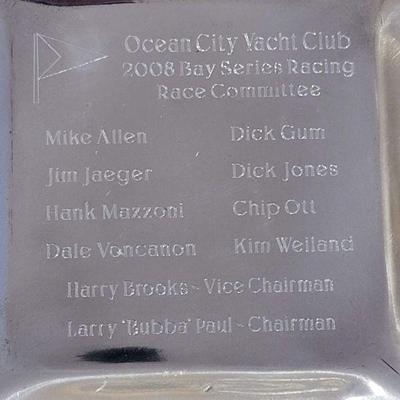 Ocean City Yacht Club
2008 Bay Series Racing
Race Committee
Mike Allen Dick Gum
Jim Jaeger Dick Jones
Hank Mazzoni Chip Ott
Dale Voncanon Kim Weiland
Harry Brooks - Vice Chairman
Larry "Bubba" Paul - Chairman